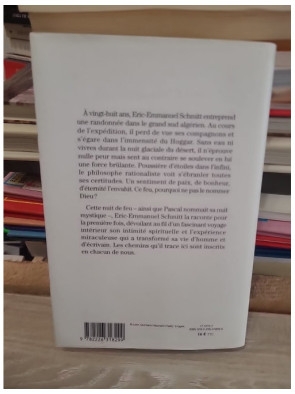 À vingt-huit ans, Eric-Emmanuel Schmitt entreprend
une randonnée dans le grand sud algérien. Au cours
de l'expédition, il perd de vue ses compagnons et
s'égare dans l'immensité du Hoggar. Sans eau ni
vivres durant la nuit glaciale du désert, il n'éprouve
nulle peur mais sent au contraire se soulever en lui
une force brûlante. Poussière d'étoiles dans l'infini,
le philosophe rationaliste voit s'ébranler toutes
ses certitudes. Un sentiment de paix, de bonheur,
d'éternité l'envahit. Ce feu, pourquoi ne pas le nommer
Dieu ?
Cette nuit de feu – ainsi que Pascal nommait sa nuit
mystique –, Eric-Emmanuel Schmitt la raconte pour
la première fois, dévoilant au fil d'un fascinant voyage
intérieur son intimité spirituelle et l'expérience
miraculeuse qui a transformé sa vie d'homme et
d'écrivain. Les chemins qu'il trace ici sont inscrits
en chacun de nous.